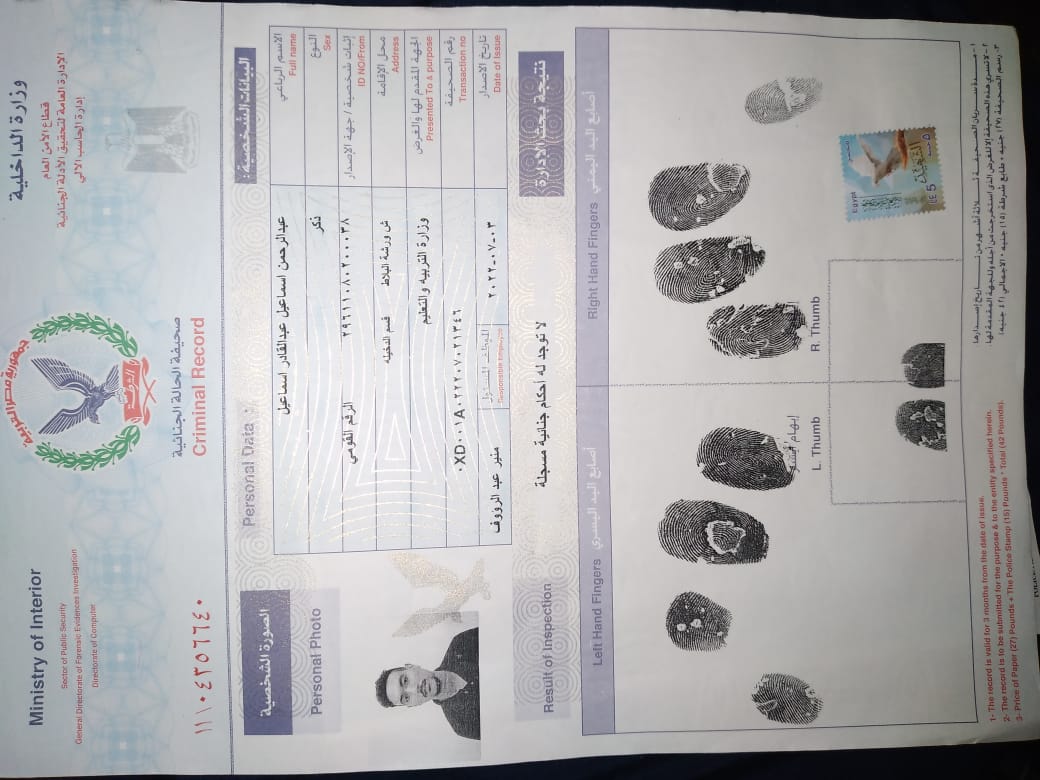 جمهورية مصر العربية
الشرطة
Ministry of Interior
Sector of Public Security
General Directorate of Forensic Evidences Investigation
Directorate of Computer
وزارة الداخلية
قطاع الأمن العام
الإدارة العامة لتحقيق الأدلة الجنائية
إدارة الحاسب الالي
صحيفة الحالة الجنائية
Criminal Record
١١١٠٤٣٥٦٦٤٠
البيانات الشخصية :
Personal Data :
الصورة الشخصية
Personal Photo
الاسم الرباعي
Full name
عبدالرحمن اسماعيل عبدالقادر اسماعيل
النوع
Sex
ذكر
إثبات شخصية / جهة الإصدار
ID NO/From
٢٩٦١١٠٨٠٢٠٠٠٣٨ الرقم القومي
محل الإقامة
Address
ش ورشة البلاط قسم الدخيله
الجهة المقدم لها والغرض
Presented To & purpose
وزارة التربيه والتعليم
رقم الصحيفة
Transaction no
٠XD٠٠١A٠٢٢٢٠٧٠٢١٣٤٦
تاريخ الاصدار
Date of Issue
٢٠٢٢-٠٧-٠٣
الموظف المسئول
Responsible Employee
منير عبد الرؤوف
نتيجة بحث الادارة :
لا توجد له أحكام جنائية مسجلة
Result of Inspection
Left Hand Fingers أصابع اليد اليسري
Right Hand Fingers أصابع اليد اليمني
إبهام أيسر
L. Thumb
R. Thumb
Egypt
مصر
الشهيد
LE 5
٥ جنيه
1- The record is valid for 3 months from the date of issue.
2- The record is to be submitted for the purpose & to the entity specified herein.
3- Price of Paper (27) Pounds + The Police Stamp (15) Pounds * Total (42 Pounds).
١- مدة سريان الصحيفة ثلاثة أشهر من تاريخ إصدارها
٢- لا تسري هذه الصحيفة إلا للغرض الذي استخرجت من أجله وللجهة المقدمة لها
٣- رسم الصحيفة (٢٧) جنيه + طابع شرطة (١٥) جنيه * الاجمالي (٤٢ جنيه)